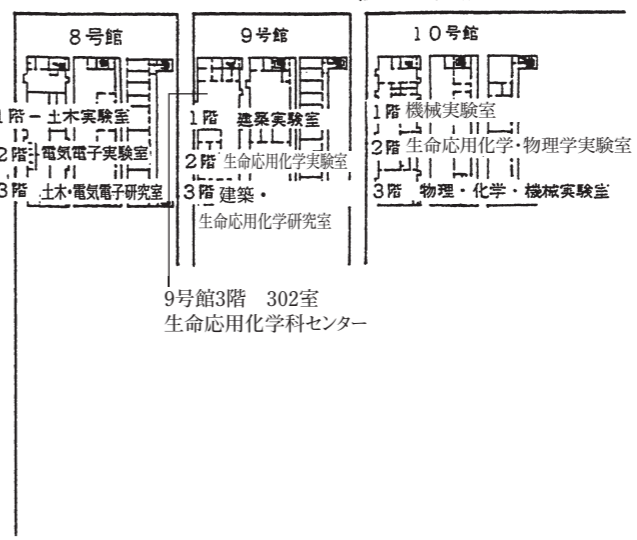 8号館
1階-土木実験室
2階 電気電子実験室
3階 土木・電気電子研究室
9号館
1階 建築実験室
2階 生命応用化学実験室
3階 建築・
生命応用化学研究室
10号館
1階 機械実験室
2階 生命応用化学・物理学実験室
3階 物理・化学・機械実験室
9号館3階 302室
生命応用化学科センター